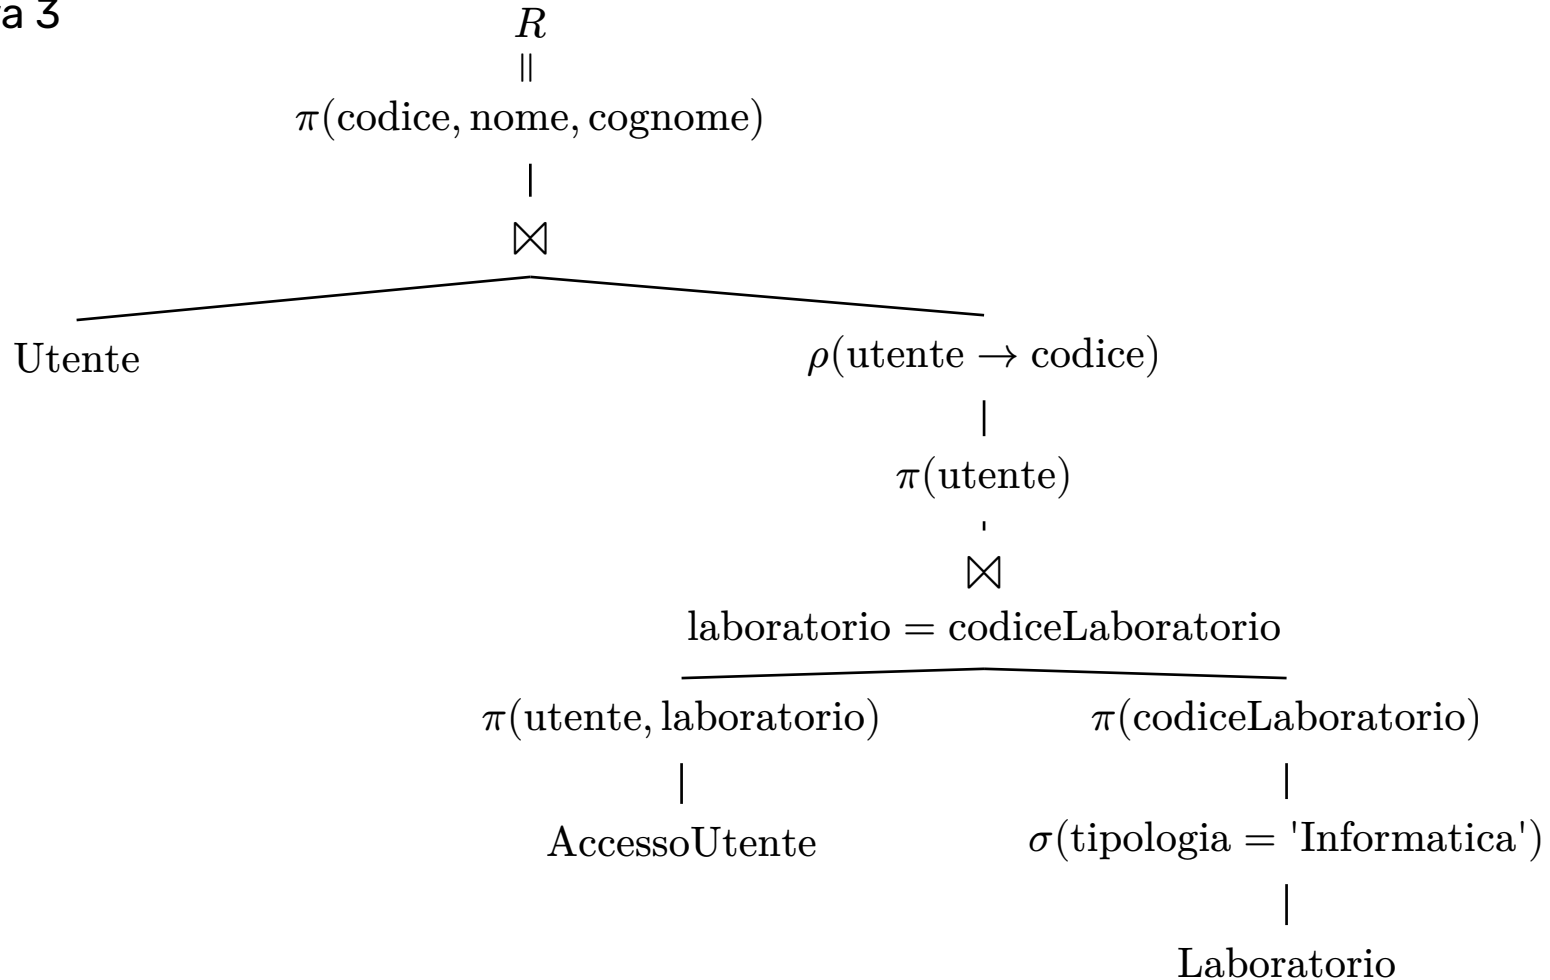 a 3
R
||
π(codice, nome, cognome)
⋈
Utente
ρ(utente → codice)
π(utente)
⋈
laboratorio = codiceLaboratorio
π(utente, laboratorio)
π(codiceLaboratorio)
AccessoUtente
σ(tipologia = 'Informatica')
Laboratorio